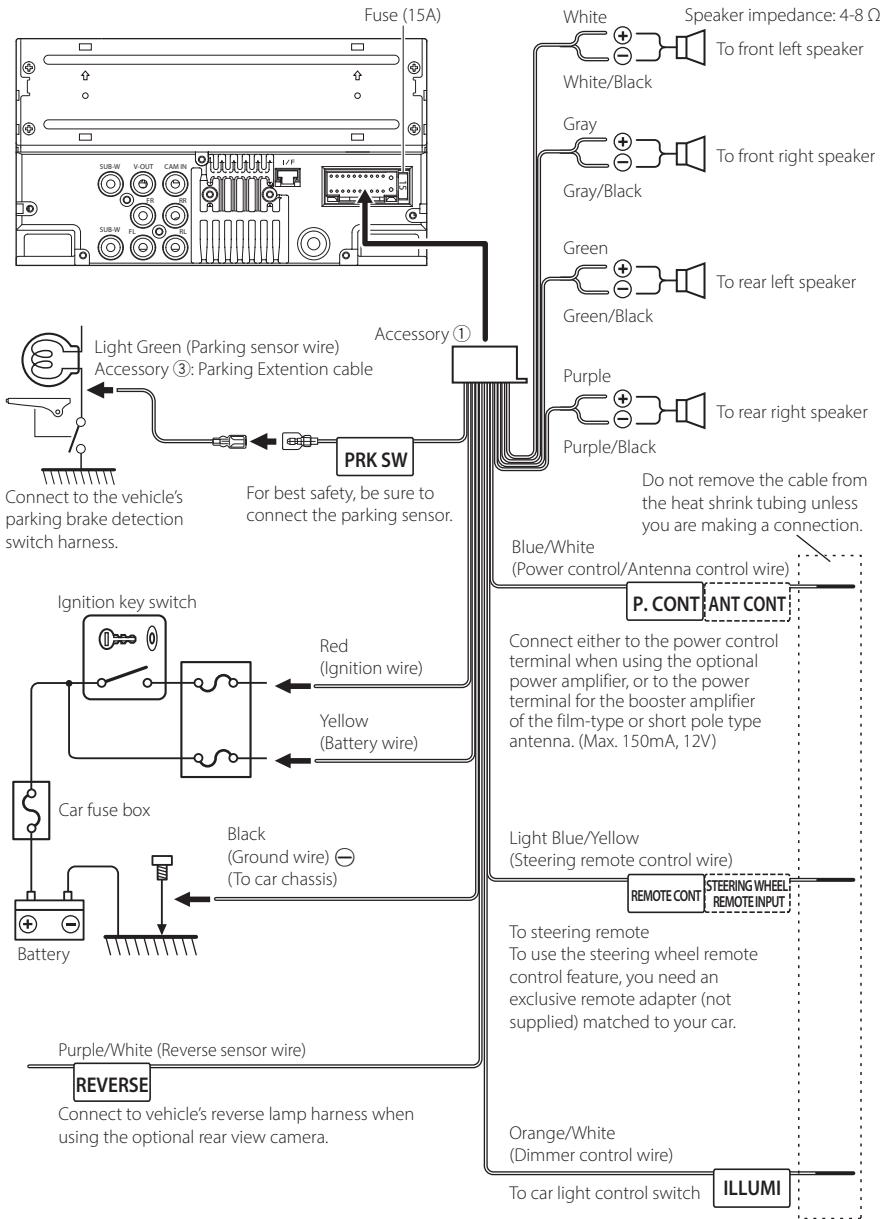 Fuse (15A)
White
Speaker impedance: 4-8 Ω
To front left speaker
White/Black
Gray
To front right speaker
Gray/Black
Green
To rear left speaker
Green/Black
Purple
To rear right speaker
Purple/Black
SUB-W
V-OUT
CAM IN
I / F
15
FR
RR
SUB-W
FL
RL
Accessory ①
Light Green (Parking sensor wire)
Accessory ③: Parking Extention cable
PRK SW
Connect to the vehicle's
parking brake detection
switch harness.
For best safety, be sure to
connect the parking sensor.
Do not remove the cable from
the heat shrink tubing unless
you are making a connection.
Blue/White
(Power control/Antenna control wire)
P. CONT
ANT CONT
Connect either to the power control
terminal when using the optional
power amplifier, or to the power
terminal for the booster amplifier
of the film-type or short pole type
antenna. (Max. 150mA, 12V)
Ignition key switch
Red
(Ignition wire)
Yellow
(Battery wire)
Car fuse box
Black
(Ground wire) ⊖
(To car chassis)
Battery
Light Blue/Yellow
(Steering remote control wire)
REMOTE CONT
STEERING WHEEL
REMOTE INPUT
To steering remote
To use the steering wheel remote
control feature, you need an
exclusive remote adapter (not
supplied) matched to your car.
Purple/White (Reverse sensor wire)
REVERSE
Connect to vehicle's reverse lamp harness when
using the optional rear view camera.
Orange/White
(Dimmer control wire)
To car light control switch
ILLUMI